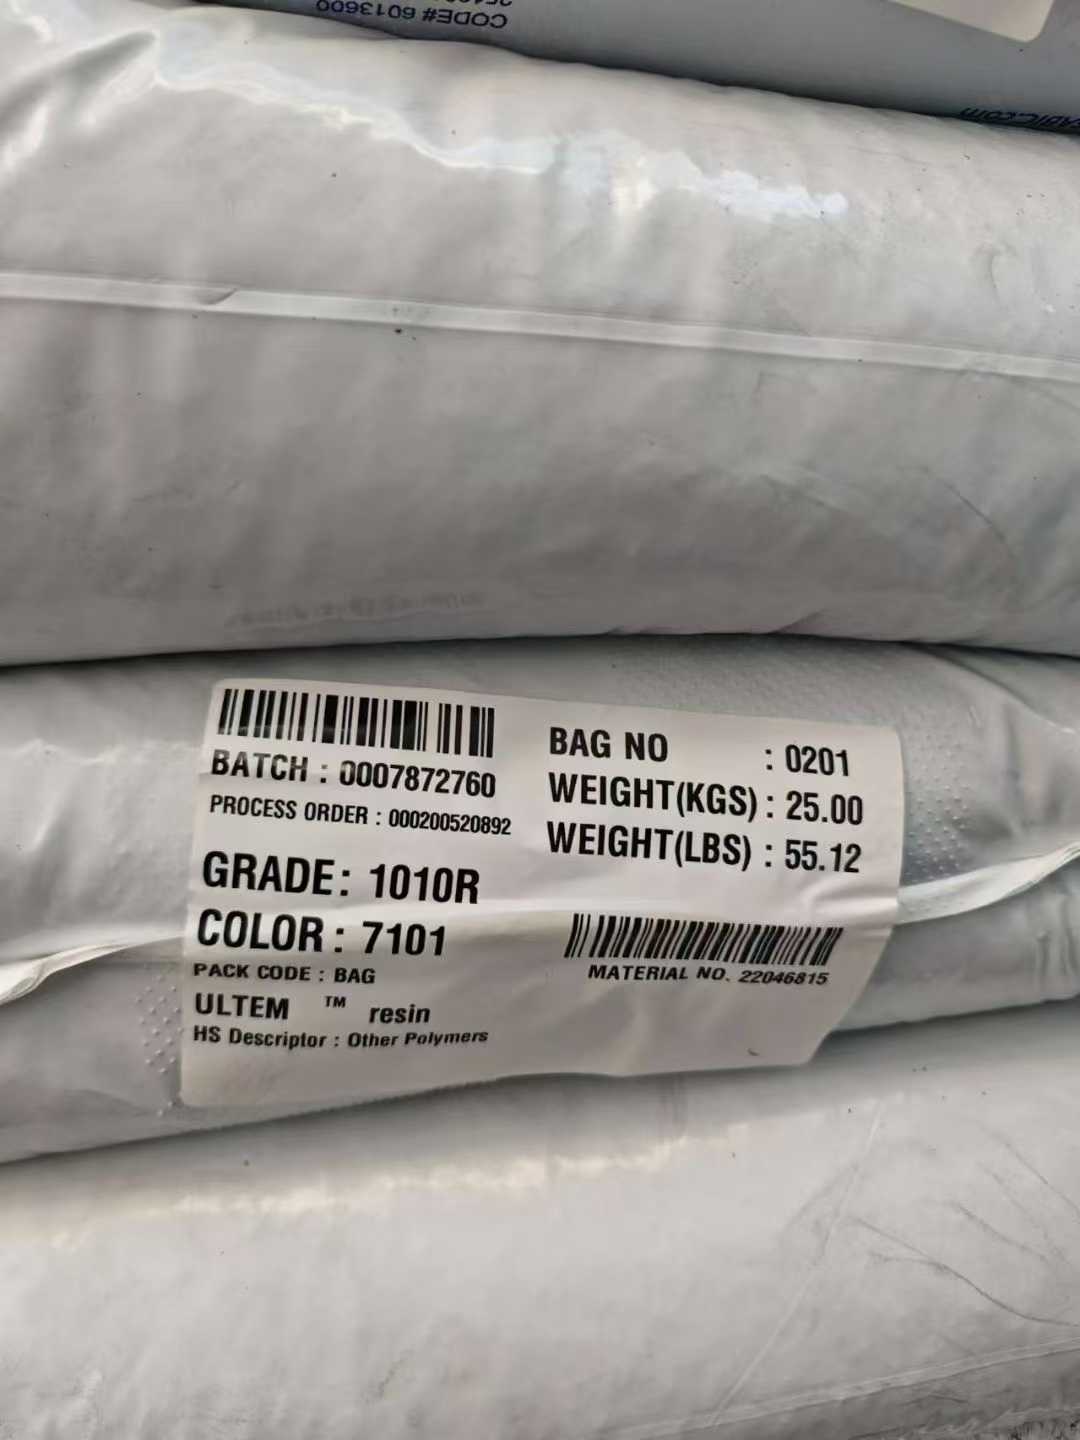 CODE# 6013600
BATCH : 0007872760
PROCESS ORDER : 000200520892
GRADE: 1010R
COLOR : 7101
PACK CODE : BAG
ULTEM ™ resin
HS Descriptor : Other Polymers
BAG NO : 0201
WEIGHT(KGS) : 25.00
WEIGHT(LBS) : 55.12
MATERIAL NO. 22046815